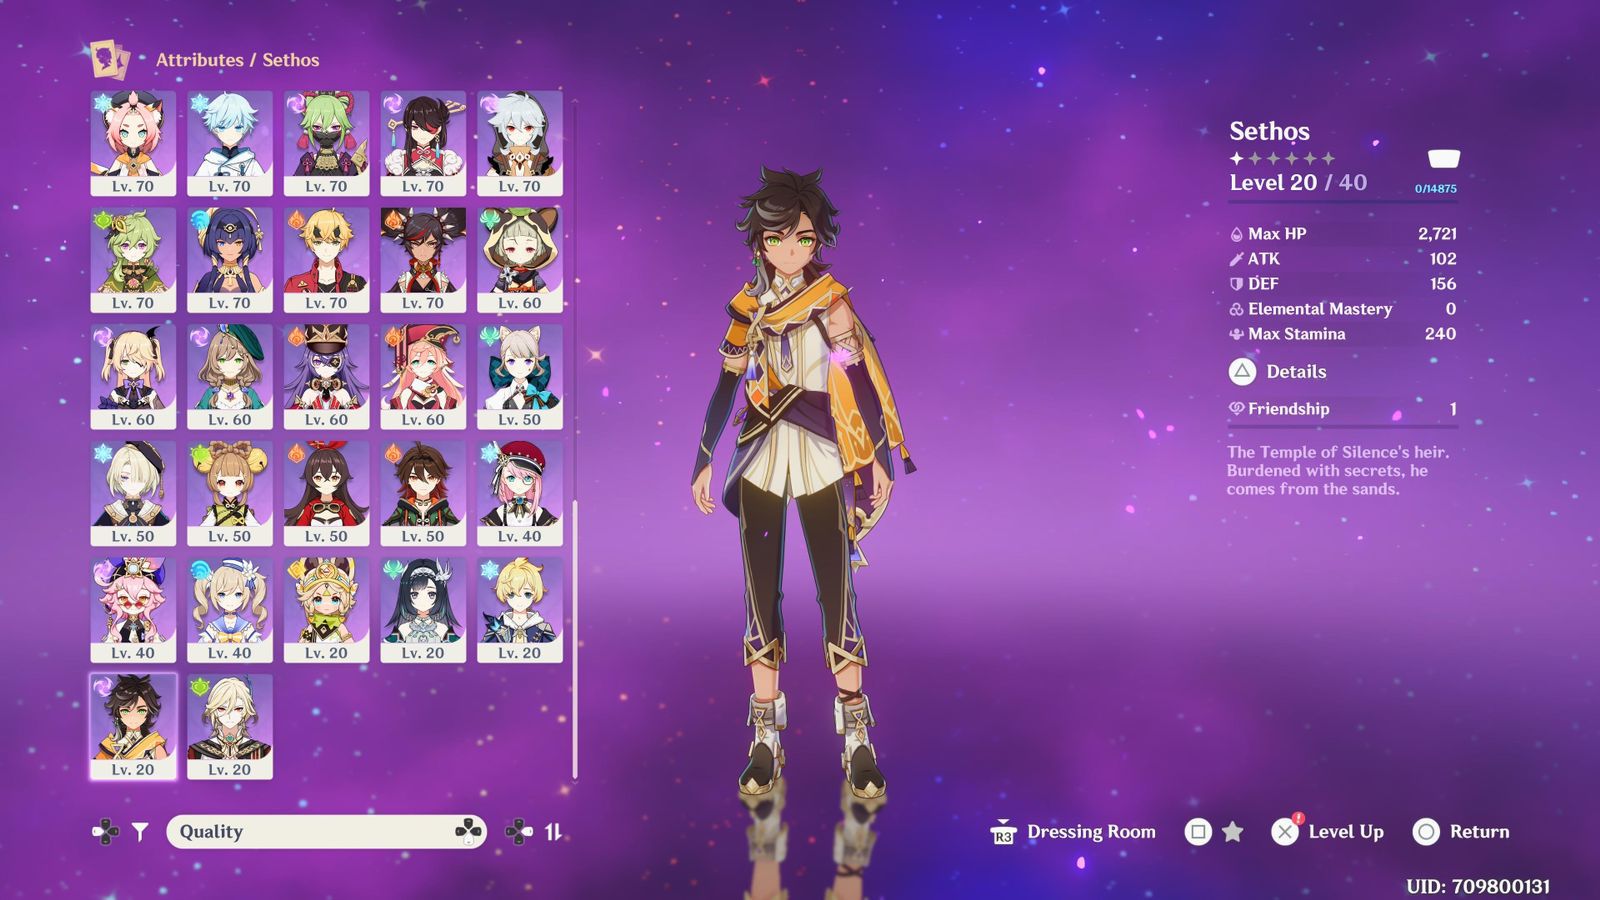 Attributes / Sethos
Lv. 70
Lv. 70
Lv. 70
Lv. 70
Lv. 70
Lv. 70
Lv. 70
Lv. 70
Lv. 70
Lv. 60
Lv. 60
Lv. 60
Lv. 60
Lv. 60
Lv. 50
Lv. 50
Lv. 50
Lv. 50
Lv. 50
Lv. 40
Lv. 40
Lv. 40
Lv. 20
Lv. 20
Lv. 20
Lv. 20
Lv. 20
Quality
Sethos
Level 20 / 40
0/14875
Max HP 2,721
ATK 102
DEF 156
Elemental Mastery 0
Max Stamina 240
Details
Friendship 1
The Temple of Silence's heir.
Burdened with secrets, he
comes from the sands.
R3 Dressing Room
Level Up
Return
UID: 709800131